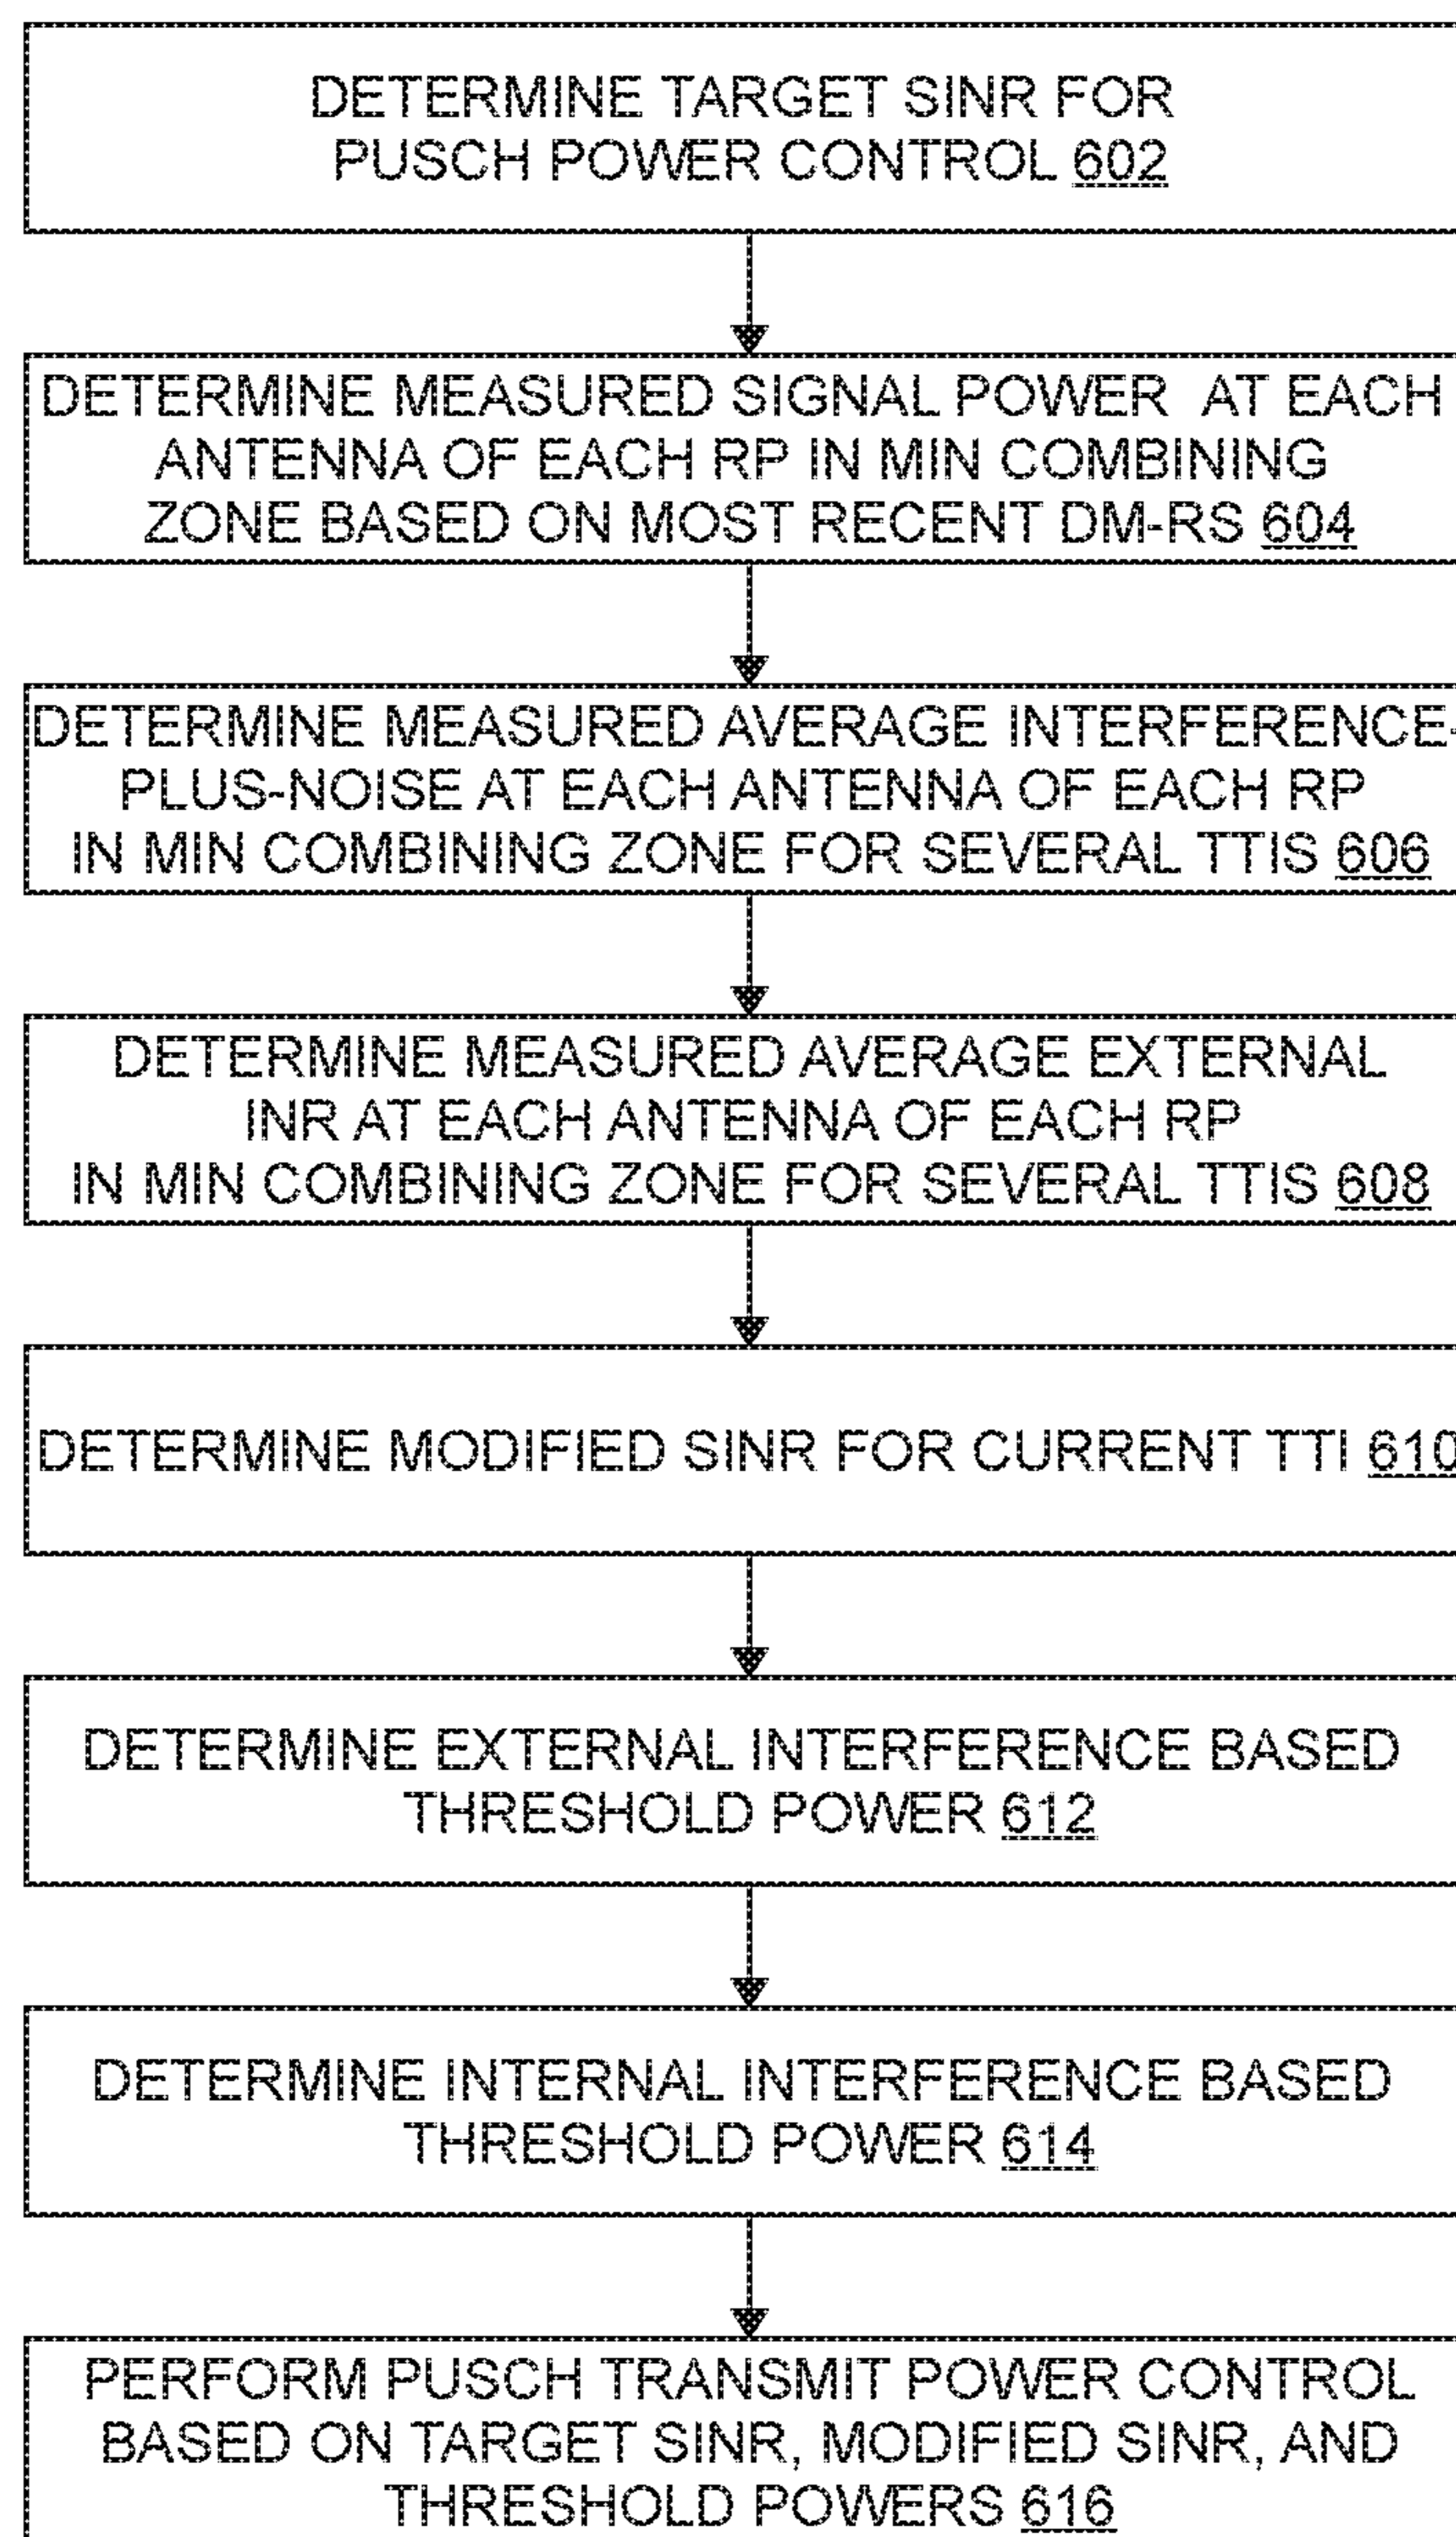 DETERMINE TARGET SINR FOR
PUSCH POWER CONTROL 602
DETERMINE MEASURED SIGNAL POWER AT EACH
ANTENNA OF EACH RP IN MIN COMBINING
ZONE BASED ON MOST RECENT DM-RS 604
DETERMINE MEASURED AVERAGE INTERFERENCE-
PLUS-NOISE AT EACH ANTENNA OF EACH RP
IN MIN COMBINING ZONE FOR SEVERAL TTIS 606
DETERMINE MEASURED AVERAGE EXTERNAL
INR AT EACH ANTENNA OF EACH RP
IN MIN COMBINING ZONE FOR SEVERAL TTIS 608
DETERMINE MODIFIED SINR FOR CURRENT TTI 610
DETERMINE EXTERNAL INTERFERENCE BASED
THRESHOLD POWER 612
DETERMINE INTERNAL INTERFERENCE BASED
THRESHOLD POWER 614
PERFORM PUSCH TRANSMIT POWER CONTROL
BASED ON TARGET SINR, MODIFIED SINR, AND
THRESHOLD POWERS 616